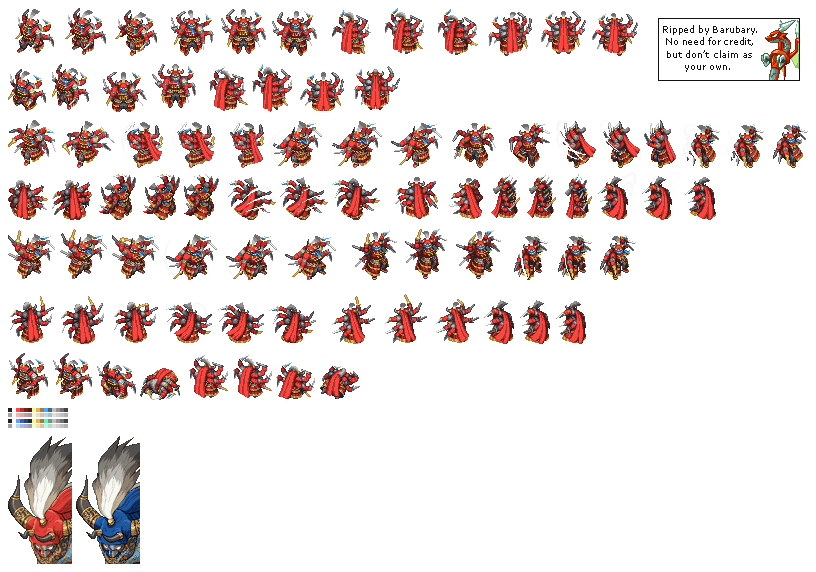 Ripped by Barubary.
No need for credit,
but don't claim as
your own.